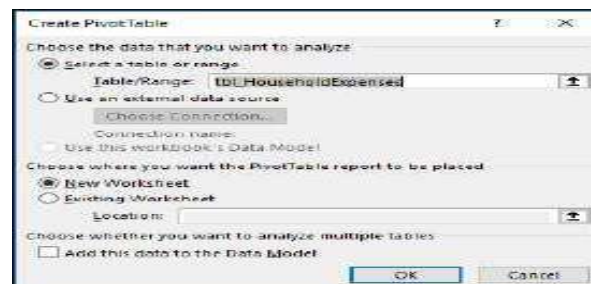 Create PivotTable ? ×
Choose the data that you want to analyze
Select a table or range
Table/Range: tbl_HouseholdExpenses
Use an external data source
Choose Connection...
Connection name:
Use this workbook's Data Model
Choose where you want the PivotTable report to be placed
New Worksheet
Existing Worksheet
Location:
Choose whether you want to analyze multiple tables
Add this data to the Data Model
OK Cancel